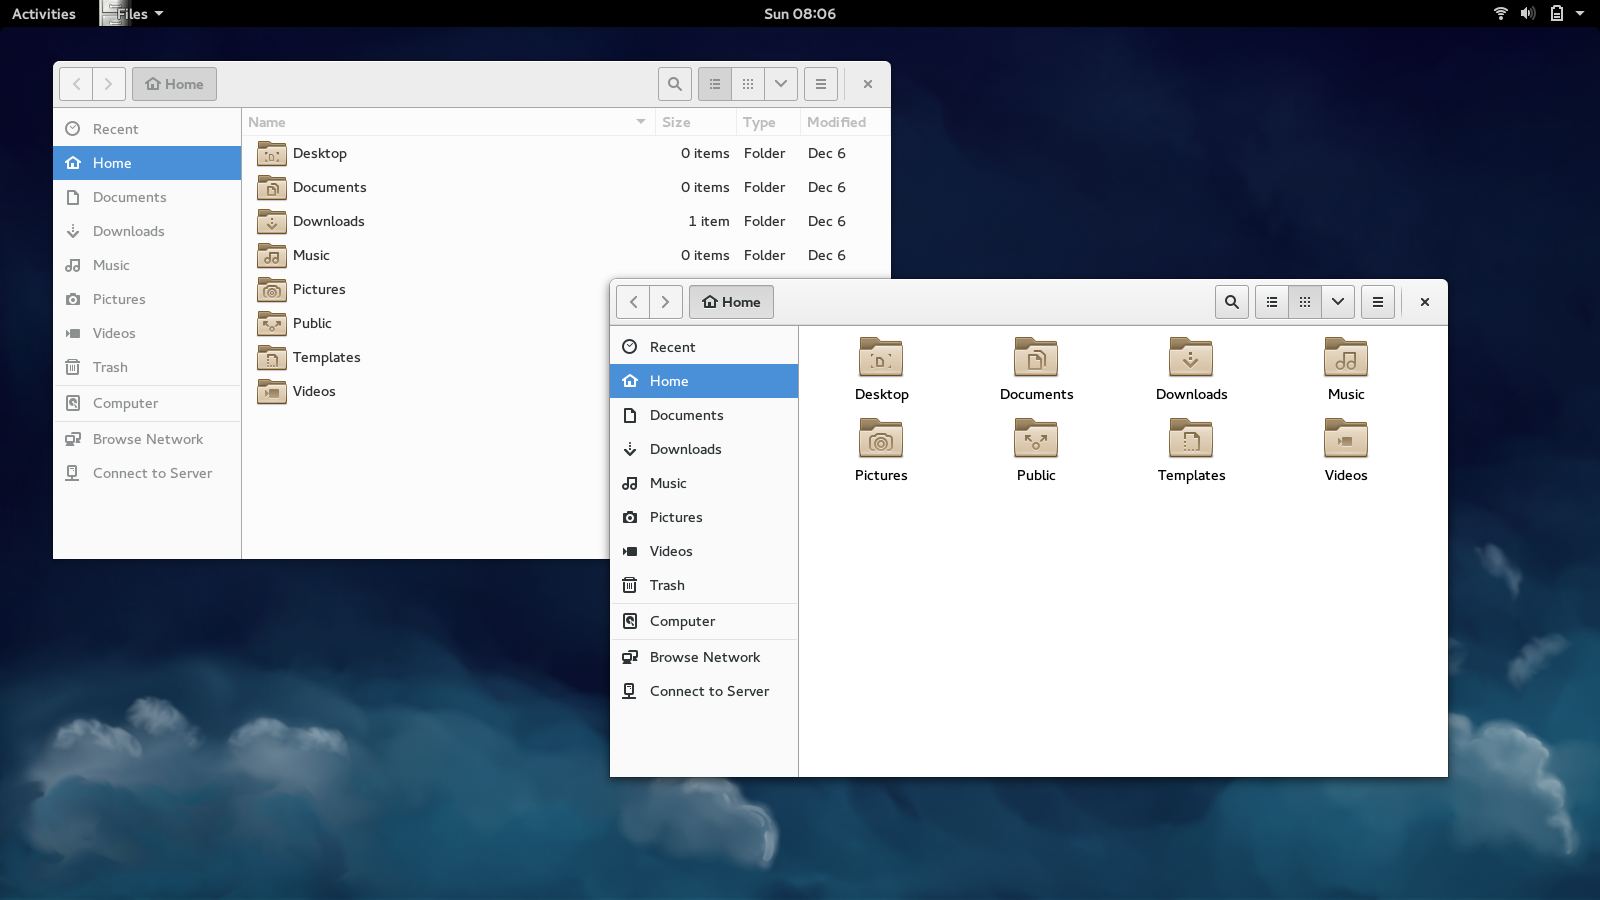 Activities Files Sun 08:06
Home
Name Size Type Modified
Recent
Home
Documents
Downloads
Music
Pictures
Videos
Trash
Computer
Browse Network
Connect to Server
Desktop 0 items Folder Dec 6
Documents 0 items Folder Dec 6
Downloads 1 item Folder Dec 6
Music 0 items Folder Dec 6
Pictures
Public
Templates
Videos
Home
Recent
Home
Documents
Downloads
Music
Pictures
Videos
Trash
Computer
Browse Network
Connect to Server
Desktop Documents Downloads Music
Pictures Public Templates Videos